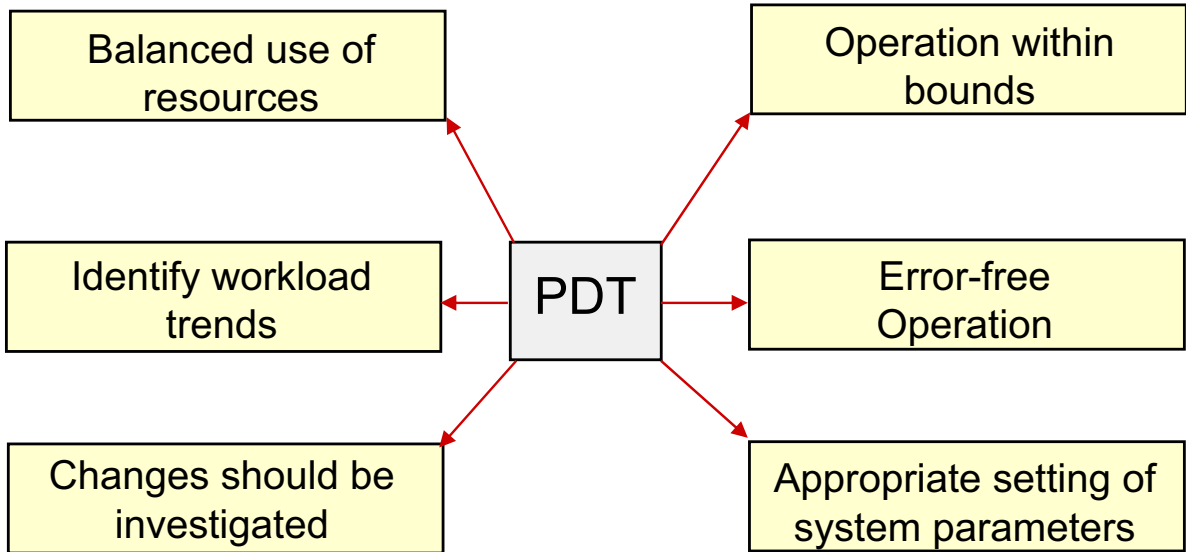 Balanced use of
resources
Operation within
bounds
Identify workload
trends
PDT
Error-free
Operation
Changes should be
investigated
Appropriate setting of
system parameters